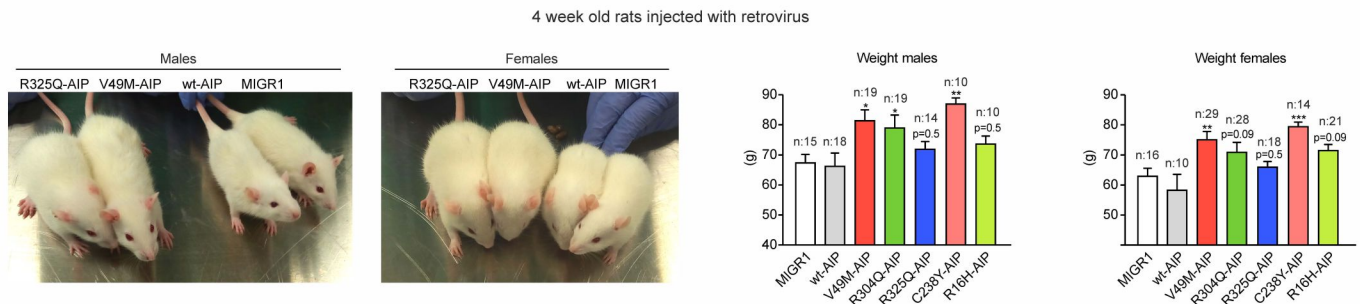 4 week old rats injected with retrovirus
Males
R325Q-AIP V49M-AIP wt-AIP MIGR1
Females
R325Q-AIP V49M-AIP wt-AIP MIGR1
Weight males
(g)
90
80
70
60
50
40
n:15
n:18
n:19
*
n:19
*
n:14
p=0.5
n:10
**
n:10
p=0.5
MIGR1
wt-AIP
V49M-AIP
R304Q-AIP
R325Q-AIP
C238Y-AIP
R16H-AIP
Weight females
(g)
90
80
70
60
50
40
n:16
n:10
n:29
**
n:28
p=0.09
n:18
p=0.5
n:14
***
n:21
p=0.09
MIGR1
wt-AIP
V49M-AIP
R304Q-AIP
R325Q-AIP
C238Y-AIP
R16H-AIP